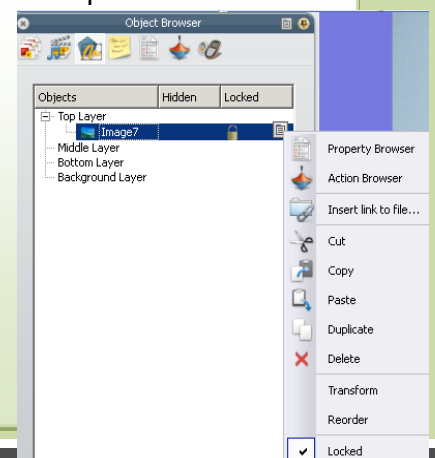 Object Browser
Objects Hidden Locked
Top Layer
Image7
Middle Layer
Bottom Layer
Background Layer
Property Browser
Action Browser
Insert link to file...
Cut
Copy
Paste
Duplicate
Delete
Transform
Reorder
Locked